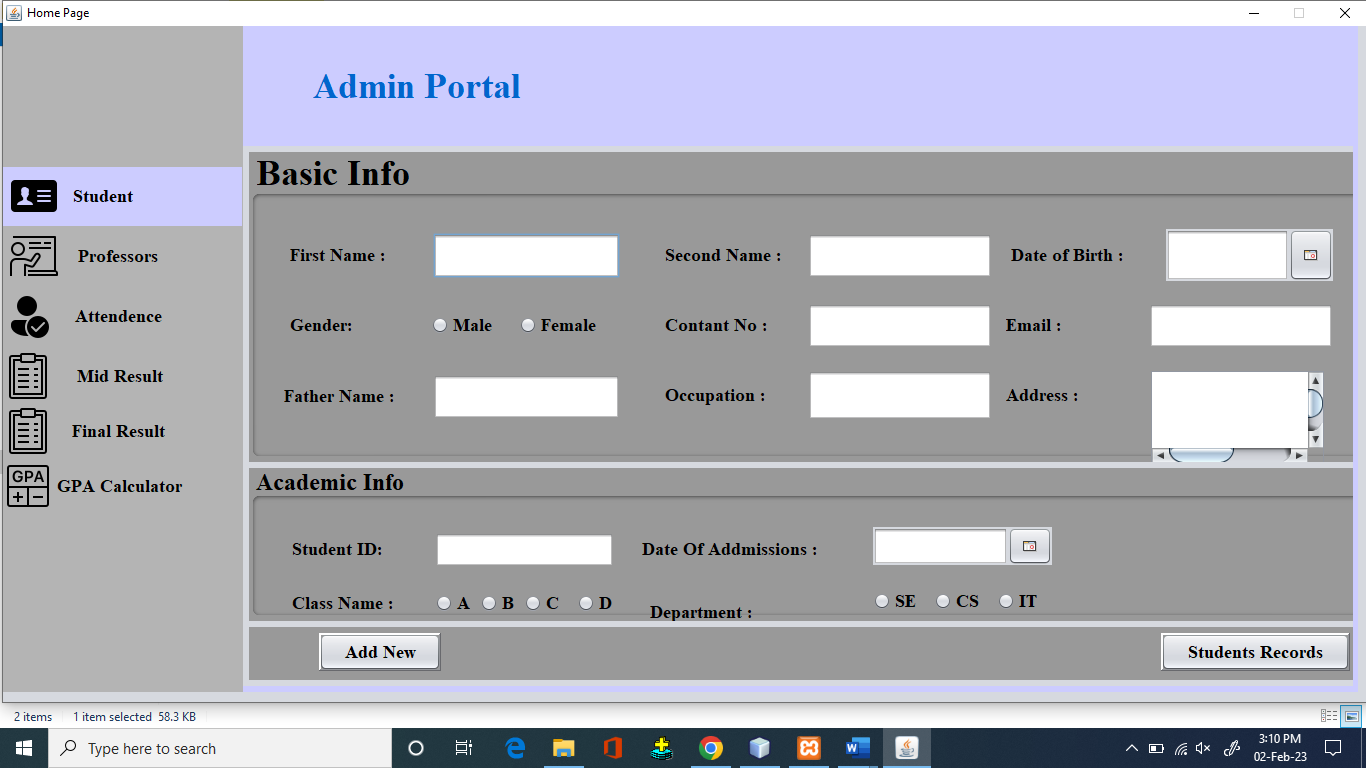 Home Page
Admin Portal
Student
Professors
Attendence
Mid Result
Final Result
GPA
GPA Calculator
Basic Info
First Name :
Second Name :
Date of Birth :
Gender:
Male
Female
Contant No :
Email :
Father Name :
Occupation :
Address :
Academic Info
Student ID:
Date Of Addmissions :
Class Name :
A
B
C
D
Department :
SE
CS
IT
Add New
Students Records
2 items
1 item selected 58.3 KB
Type here to search
3:10 PM
02-Feb-23